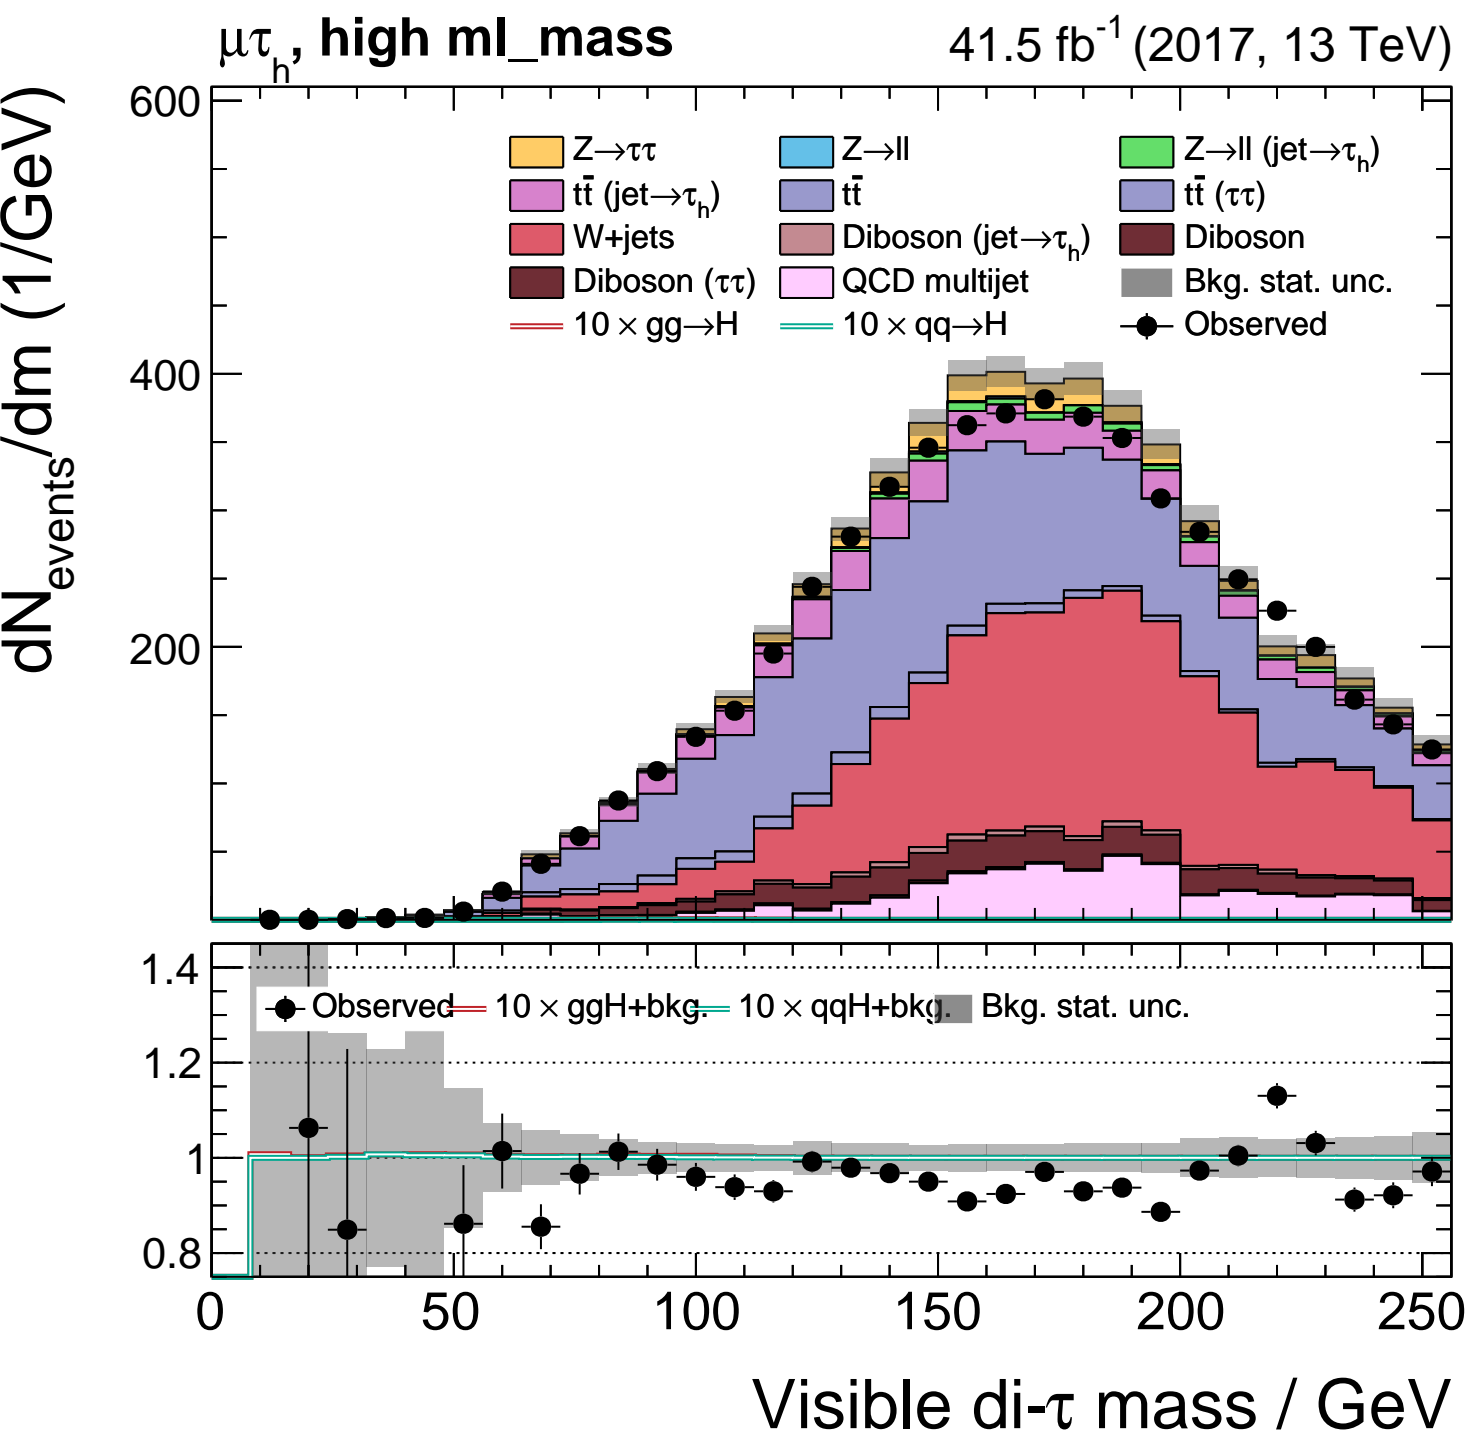 μτh, high ml_mass 41.5 fb-1 (2017, 13 TeV)
dNevents/dm (1/GeV)
600
400
200
Z→ττ Z→ll Z→ll (jet→τh)
tt̄ (jet→τh) tt̄ tt̄ (ττ)
W+jets Diboson (jet→τh) Diboson
Diboson (ττ) QCD multijet Bkg. stat. unc.
10 × gg→H 10 × qq→H Observed
1.4
1.2
1
0.8
Observed 10 × ggH+bkg. 10 × qqH+bkg. Bkg. stat. unc.
0 50 100 150 200 250
Visible di-τ mass / GeV